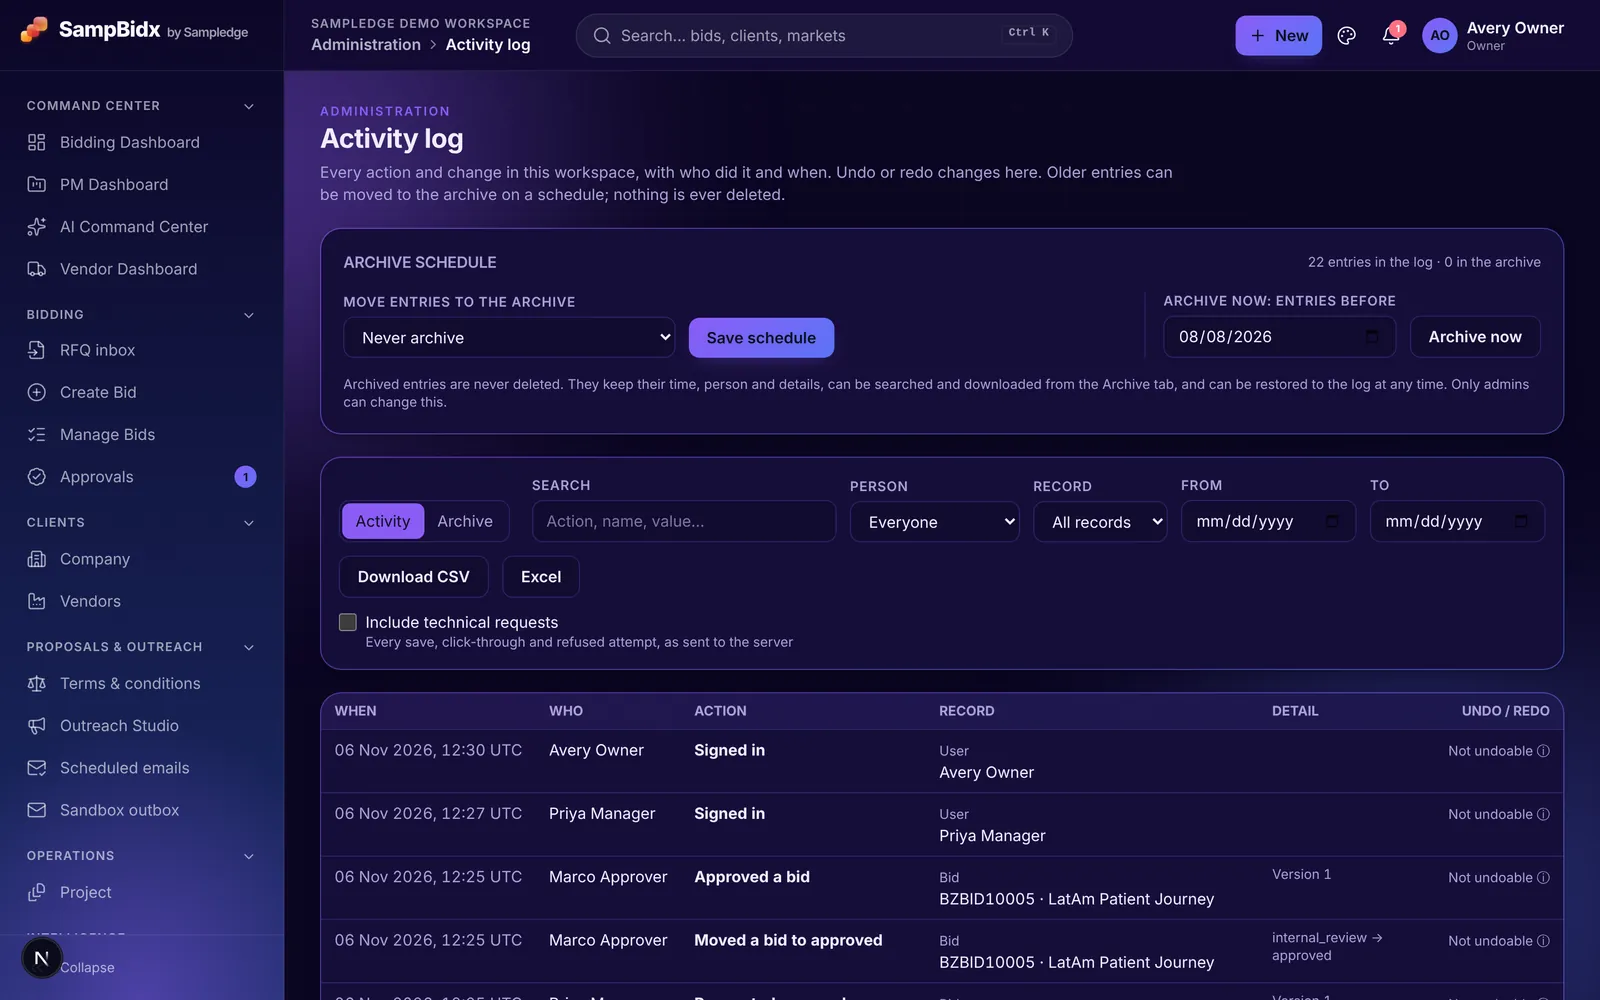 SampBidx by Sampledge
SAMPLEDGE DEMO WORKSPACE
Administration > Activity log
Search... bids, clients, markets
Ctrl K
+ New
1
AO
Avery Owner
Owner
COMMAND CENTER
Bidding Dashboard
PM Dashboard
AI Command Center
Vendor Dashboard
BIDDING
RFQ inbox
Create Bid
Manage Bids
Approvals
1
CLIENTS
Company
Vendors
PROPOSALS & OUTREACH
Terms & conditions
Outreach Studio
Scheduled emails
Sandbox outbox
OPERATIONS
Project
N
Collapse
ADMINISTRATION
Activity log
Every action and change in this workspace, with who did it and when. Undo or redo changes here. Older entries can
be moved to the archive on a schedule; nothing is ever deleted.
ARCHIVE SCHEDULE
22 entries in the log · 0 in the archive
MOVE ENTRIES TO THE ARCHIVE
Never archive
Save schedule
ARCHIVE NOW: ENTRIES BEFORE
08/08/2026
Archive now
Archived entries are never deleted. They keep their time, person and details, can be searched and downloaded from the Archive tab, and can be restored to the log at any time. Only admins
can change this.
Activity
Archive
SEARCH
Action, name, value...
PERSON
Everyone
RECORD
All records
FROM
mm/dd/yyyy
TO
mm/dd/yyyy
Download CSV
Excel
Include technical requests
Every save, click-through and refused attempt, as sent to the server
WHEN WHO ACTION RECORD DETAIL UNDO / REDO
06 Nov 2026, 12:30 UTC Avery Owner Signed in User Not undoable ⓘ
Avery Owner
06 Nov 2026, 12:27 UTC Priya Manager Signed in User Not undoable ⓘ
Priya Manager
06 Nov 2026, 12:25 UTC Marco Approver Approved a bid Bid Version 1 Not undoable ⓘ
BZBID10005 · LatAm Patient Journey
06 Nov 2026, 12:25 UTC Marco Approver Moved a bid to approved Bid internal_review → Not undoable ⓘ
BZBID10005 · LatAm Patient Journey approved